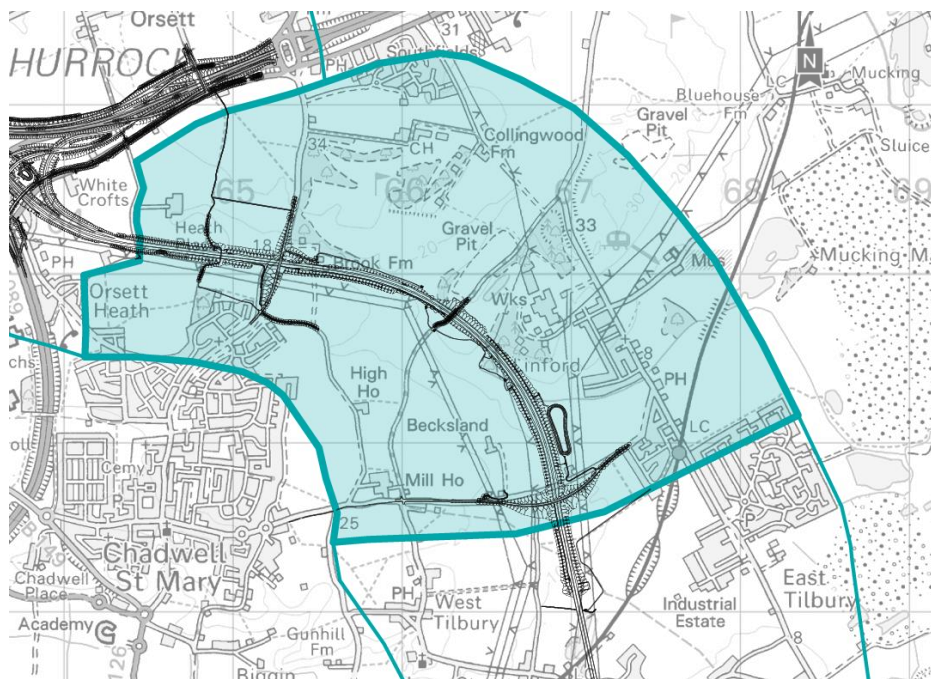 Orsett
HURROCK
PH
Southfields
31
N
LC
Mucking
Bluehouse
Fm
Gravel
Pit
Sluice
34
CH
Collingwood
Fm
White
Crofts
65
66
67
68
69
Heath
Gravel
Pit
33
18
Brook Fm
PH
Mus
Mucking M
Orsett
Heath
Wks
nford
8
PH
High
Ho
Becksland
LC
Cemy
Mill Ho
25
Chadwell
St Mary
Chadwell
Place
Academy
126
PH
West
Tilbury
Industrial
Estate
East
Tilbury
8
Gunhill
Fm
Biggin